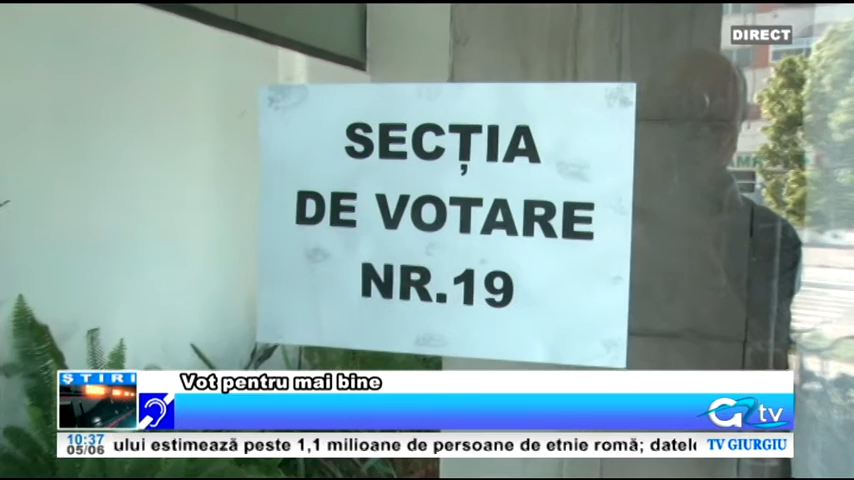 DIRECT
SECȚIA
DE VOTARE
NR.19
ȘTIRI
Vot pentru mai bine
G tv
10:37
05/06
ului estimează peste 1,1 milioane de persoane de etnie romă; datele
TV GIURGIU